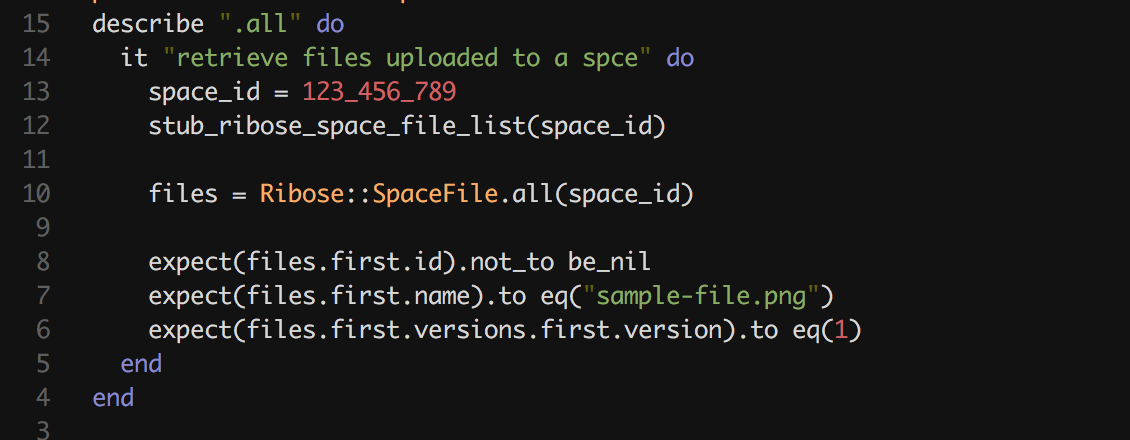 15 describe ".all" do
14 it "retrieve files uploaded to a spce" do
13 space_id = 123_456_789
12 stub_ribose_space_file_list(space_id)
11
10 files = Ribose::SpaceFile.all(space_id)
9
8 expect(files.first.id).not_to be_nil
7 expect(files.first.name).to eq("sample-file.png")
6 expect(files.first.versions.first.version).to eq(1)
5 end
4 end
3